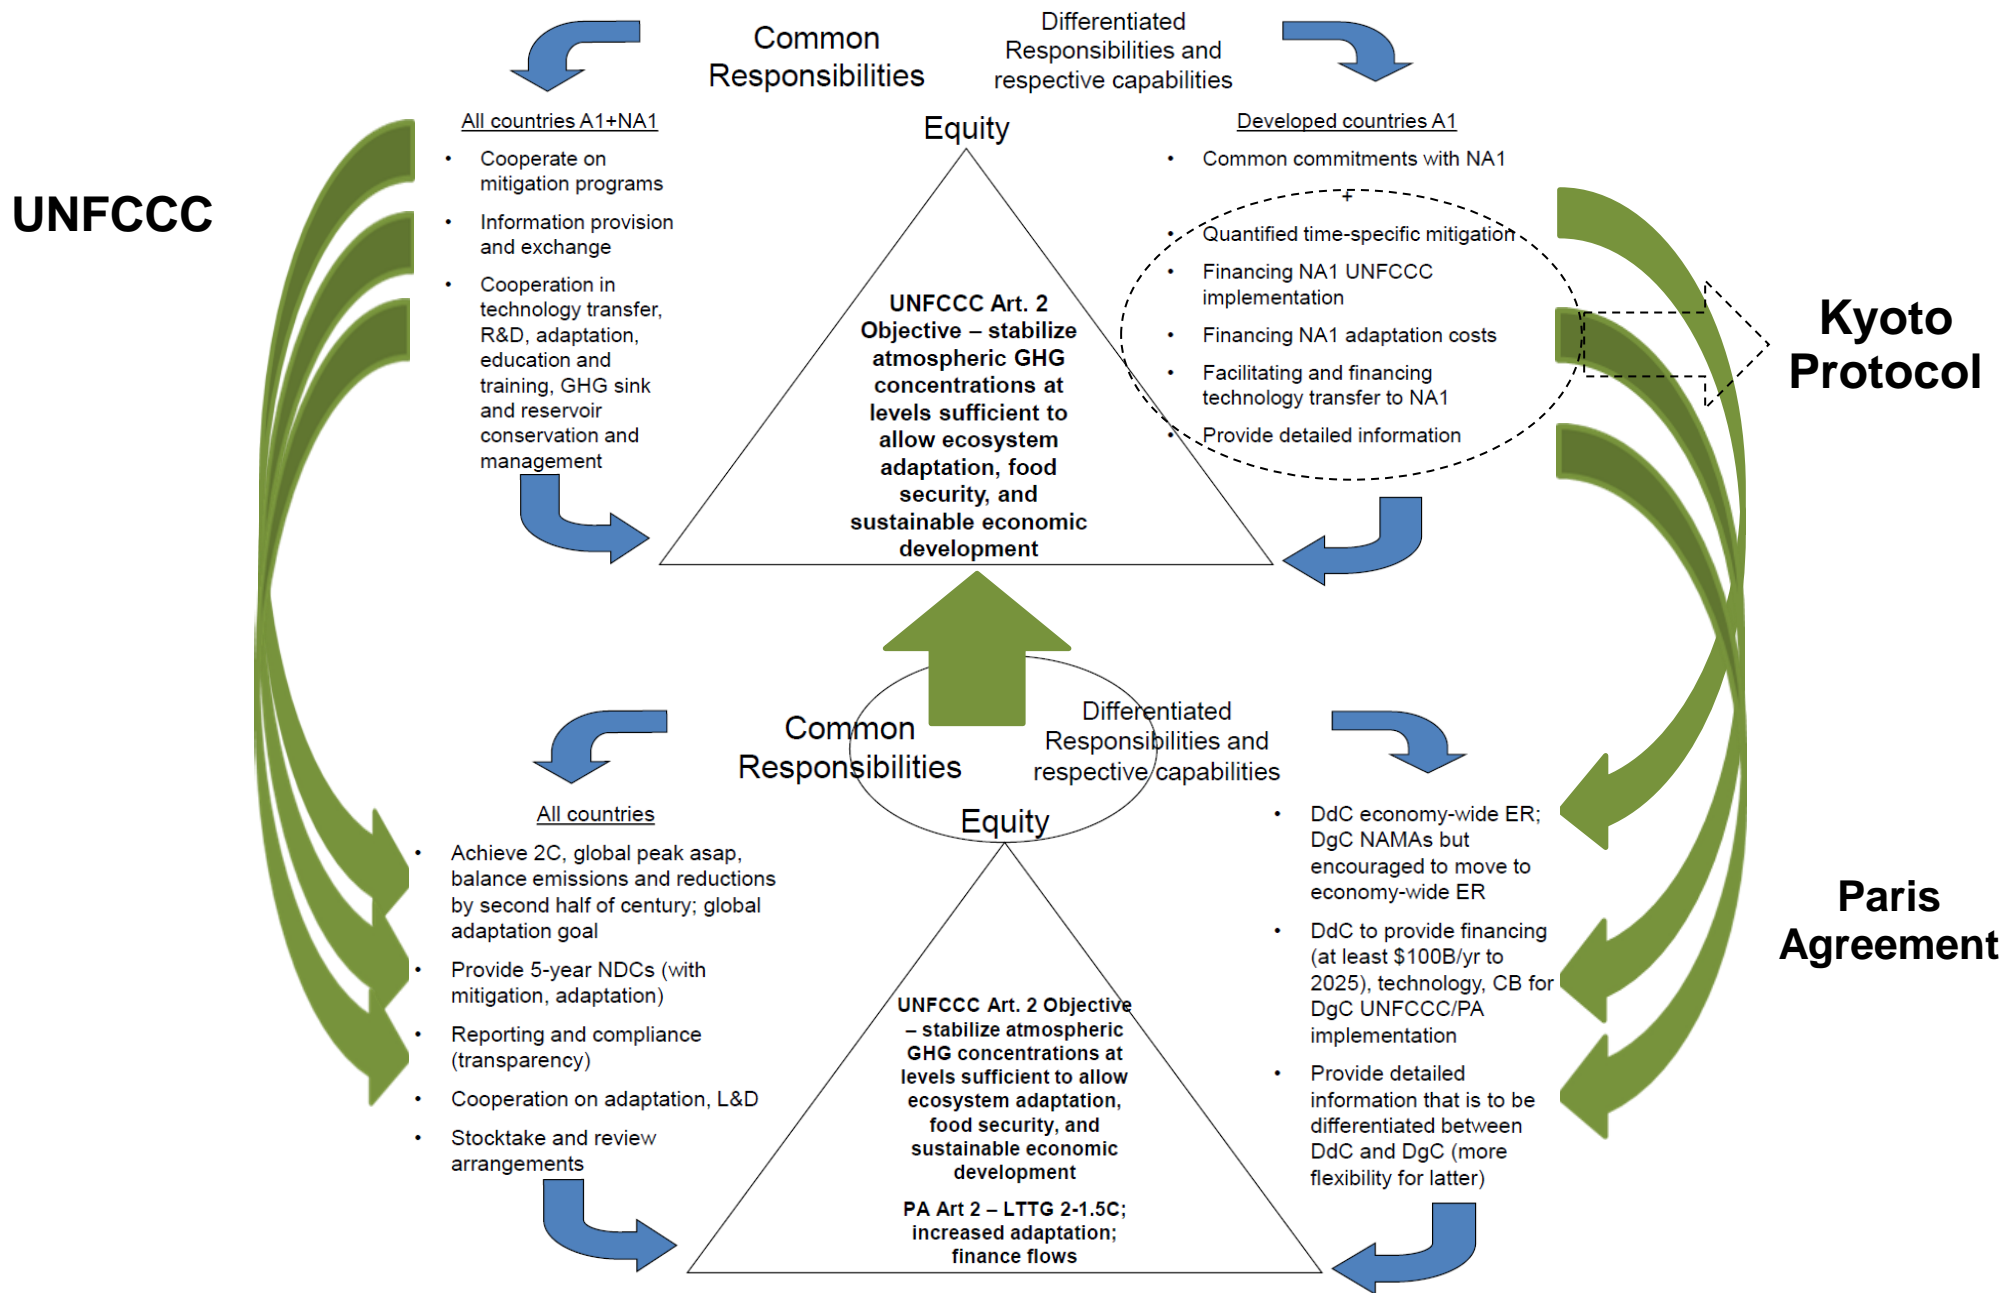 Common
Responsibilities
Differentiated
Responsibilities and
respective capabilities
Equity
UNFCCC
All countries A1+NA1
• Cooperate on
mitigation programs
• Information provision
and exchange
• Cooperation in
technology transfer,
R&D, adaptation,
education and
training, GHG sink
and reservoir
conservation and
management
UNFCCC Art. 2
Objective – stabilize
atmospheric GHG
concentrations at
levels sufficient to
allow ecosystem
adaptation, food
security, and
sustainable economic
development
Developed countries A1
• Common commitments with NA1
+
• Quantified time-specific mitigation
• Financing NA1 UNFCCC
implementation
• Financing NA1 adaptation costs
• Facilitating and financing
technology transfer to NA1
• Provide detailed information
Kyoto
Protocol
Common
Responsibilities
Differentiated
Responsibilities and
respective capabilities
Equity
All countries
• Achieve 2C, global peak asap,
balance emissions and reductions
by second half of century; global
adaptation goal
• Provide 5-year NDCs (with
mitigation, adaptation)
• Reporting and compliance
(transparency)
• Cooperation on adaptation, L&D
• Stocktake and review
arrangements
UNFCCC Art. 2 Objective
– stabilize atmospheric
GHG concentrations at
levels sufficient to allow
ecosystem adaptation,
food security, and
sustainable economic
development
PA Art 2 – LTTG 2-1.5C;
increased adaptation;
finance flows
• DdC economy-wide ER;
DgC NAMAs but
encouraged to move to
economy-wide ER
• DdC to provide financing
(at least $100B/yr to
2025), technology, CB for
DgC UNFCCC/PA
implementation
• Provide detailed
information that is to be
differentiated between
DdC and DgC (more
flexibility for latter)
Paris
Agreement